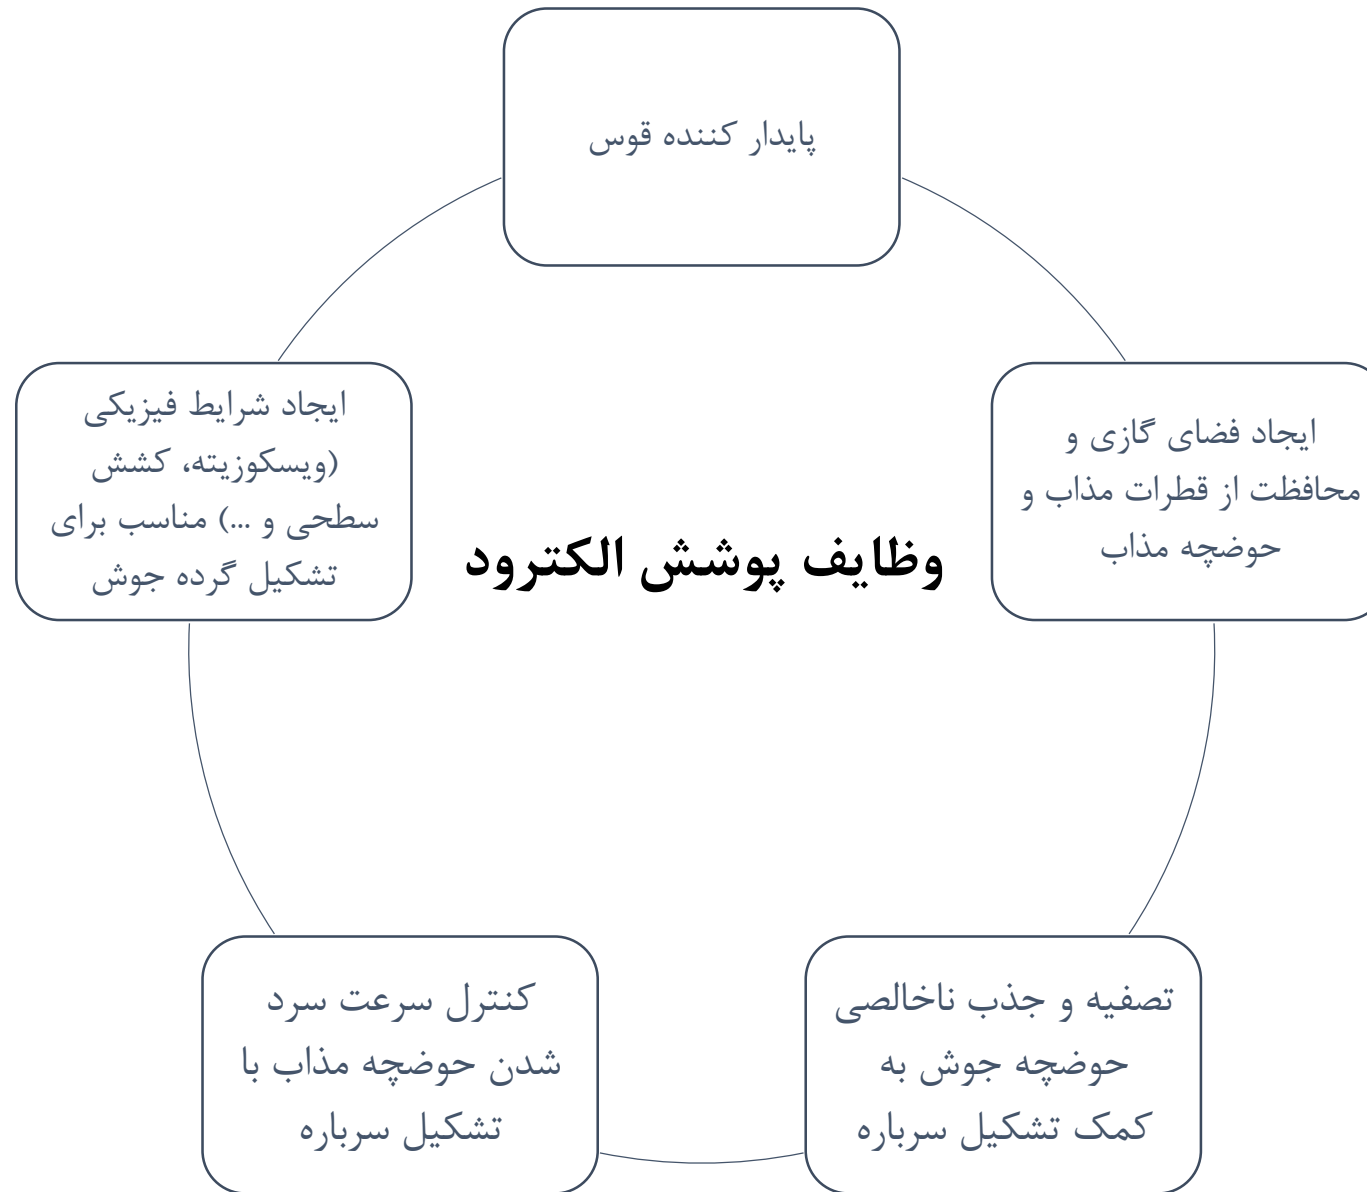 پایدار کننده قوس
ایجاد فضای گازی و
محافظت از قطرات مذاب و
حوضچه مذاب
تصفیه و جذب ناخالصی
حوضچه جوش به
کمک تشکیل سرباره
کنترل سرعت سرد
شدن حوضچه مذاب با
تشکیل سرباره
ایجاد شرایط فیزیکی
(ویسکوزیته، کشش
سطحی و ...) مناسب برای
تشکیل گرده جوش
وظایف پوشش الکترود